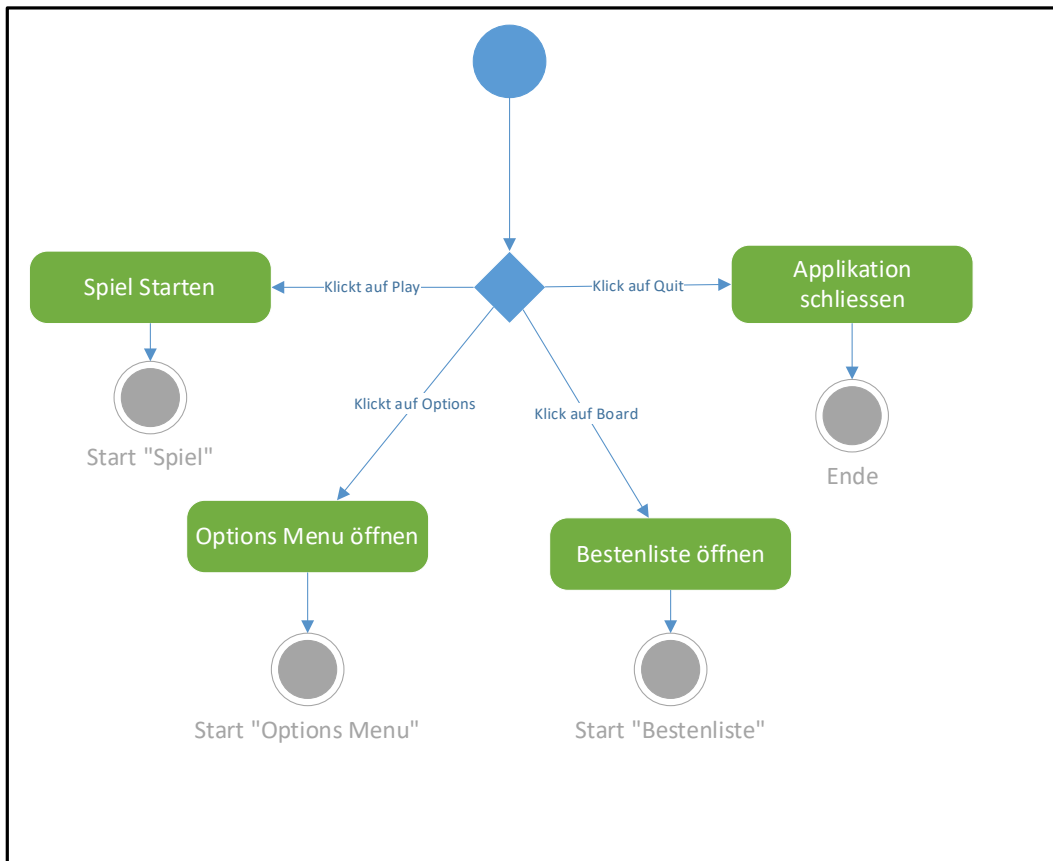 Spiel Starten
Klickt auf Play
Klick auf Quit
Applikation
schliessen
Klickt auf Options
Klick auf Board
Start "Spiel"
Ende
Options Menu öffnen
Bestenliste öffnen
Start "Options Menu"
Start "Bestenliste"